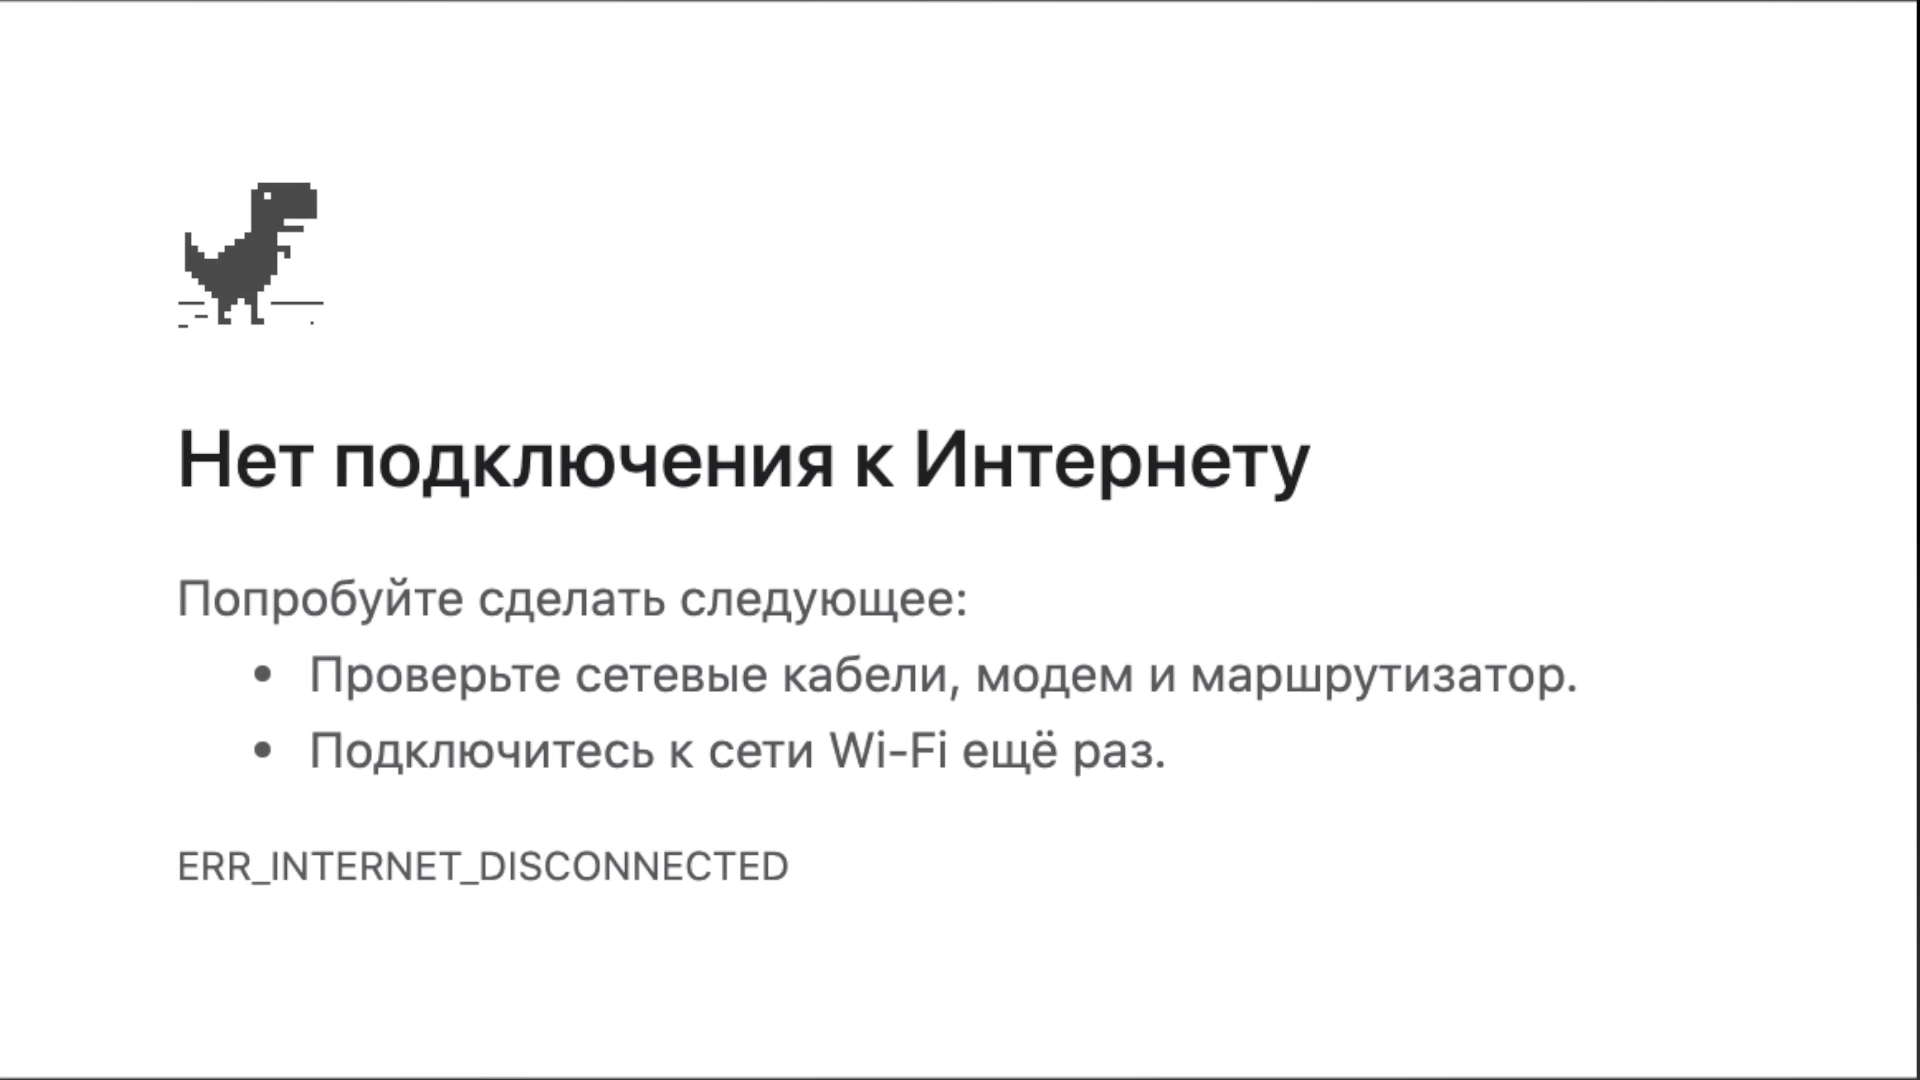 Нет подключения к Интернету
Попробуйте сделать следующее:
• Проверьте сетевые кабели, модем и маршрутизатор.
• Подключитесь к сети Wi-Fi ещё раз.
ERR_INTERNET_DISCONNECTED